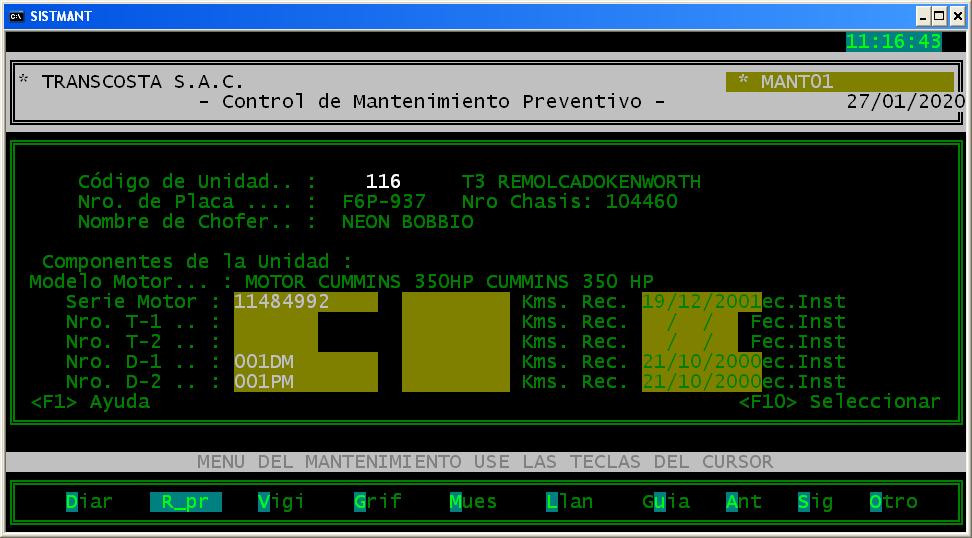 SISTMANT
11:16:43
* TRANSCOSTA S.A.C. * MANT01
- Control de Mantenimiento Preventivo - 27/01/2020
Código de Unidad.. : 116 T3 REMOLCADOKENWORTH
Nro. de Placa .... : F6P-937 Nro Chasis: 104460
Nombre de Chofer.. : NEON BOBBIO
Componentes de la Unidad :
Modelo Motor... : MOTOR CUMMINS 350HP CUMMINS 350 HP
Serie Motor : 11484992 Kms. Rec. 19/12/2001ec.Inst
Nro. T-1 .. : Kms. Rec. / / Fec.Inst
Nro. T-2 .. : Kms. Rec. / / Fec.Inst
Nro. D-1 .. : 001DM Kms. Rec. 21/10/2000ec.Inst
Nro. D-2 .. : 001PM Kms. Rec. 21/10/2000ec.Inst
<F1> Ayuda <F10> Seleccionar
MENU DEL MANTENIMIENTO USE LAS TECLAS DEL CURSOR
Diar R_pr Vigi Grif Mues Llan Guia Ant Sig Otro